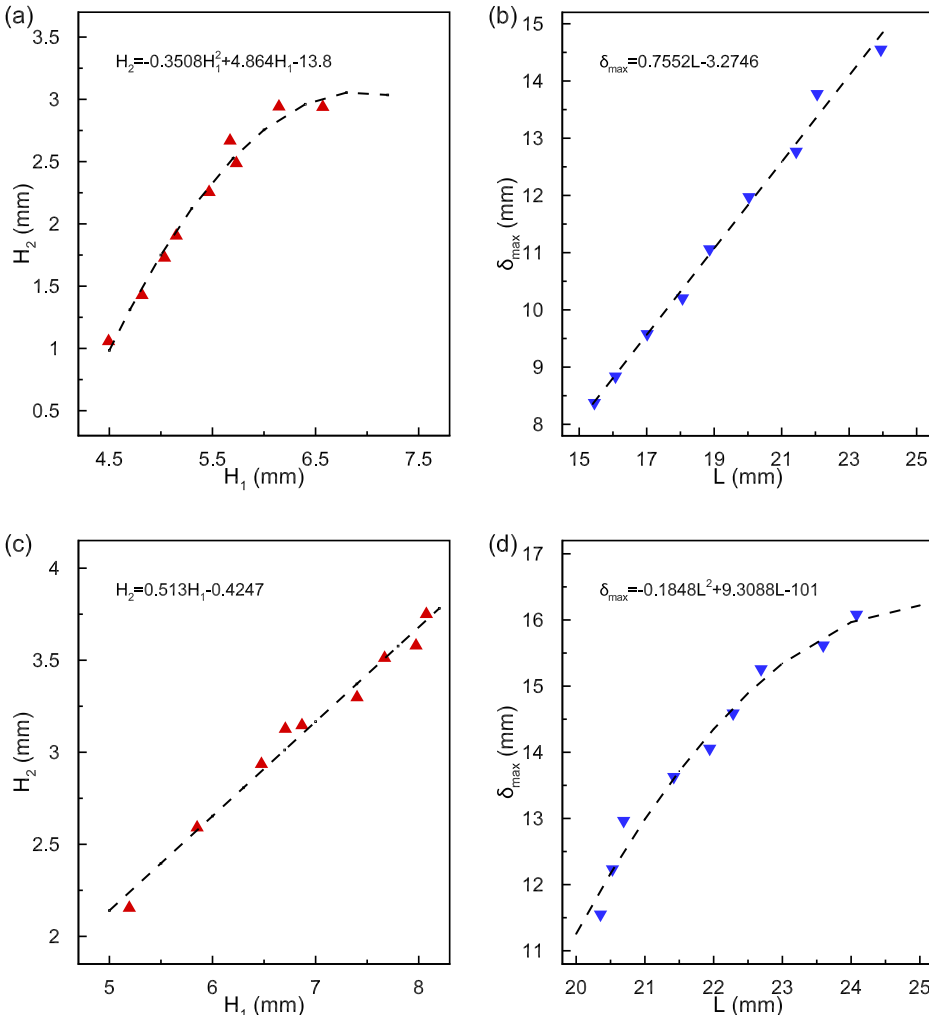 (a)
3.5
3
2.5
2
1.5
1
0.5
H₂ (mm)
H₂=-0.3508H₁²+4.864H₁-13.8
4.5
5.5
6.5
7.5
H₁ (mm)
(b)
15
14
13
12
11
10
9
8
δmax (mm)
δmax=0.7552L-3.2746
15
17
19
21
23
25
L (mm)
(c)
4
3.5
3
2.5
2
H₂ (mm)
H₂=0.513H₁-0.4247
5
6
7
8
H₁ (mm)
(d)
17
16
15
14
13
12
11
δmax (mm)
δmax=-0.1848L²+9.3088L-101
20
21
22
23
24
25
L (mm)